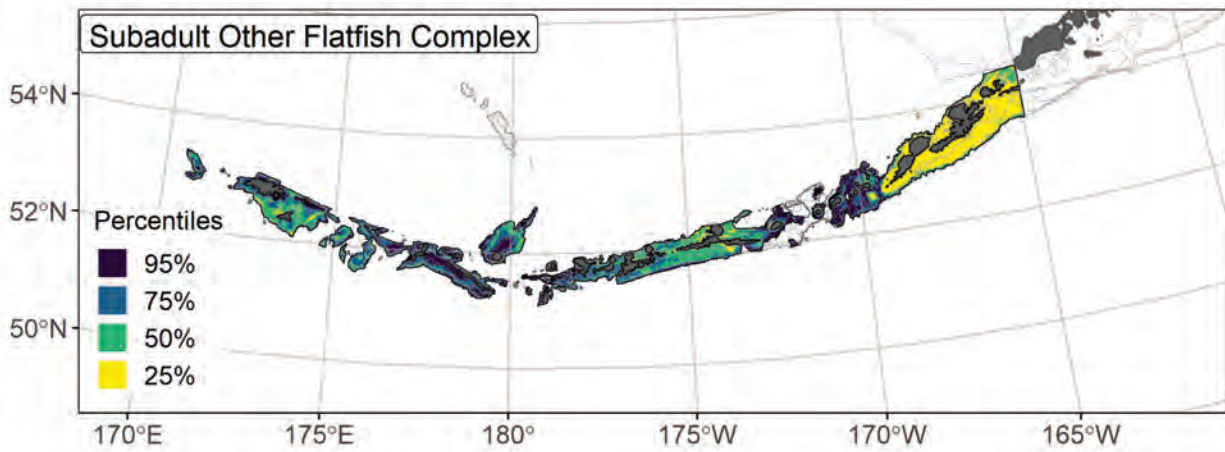 Subadult Other Flatfish Complex
54°N
52°N
50°N
Percentiles
95%
75%
50%
25%
170°E
175°E
180°
175°W
170°W
165°W